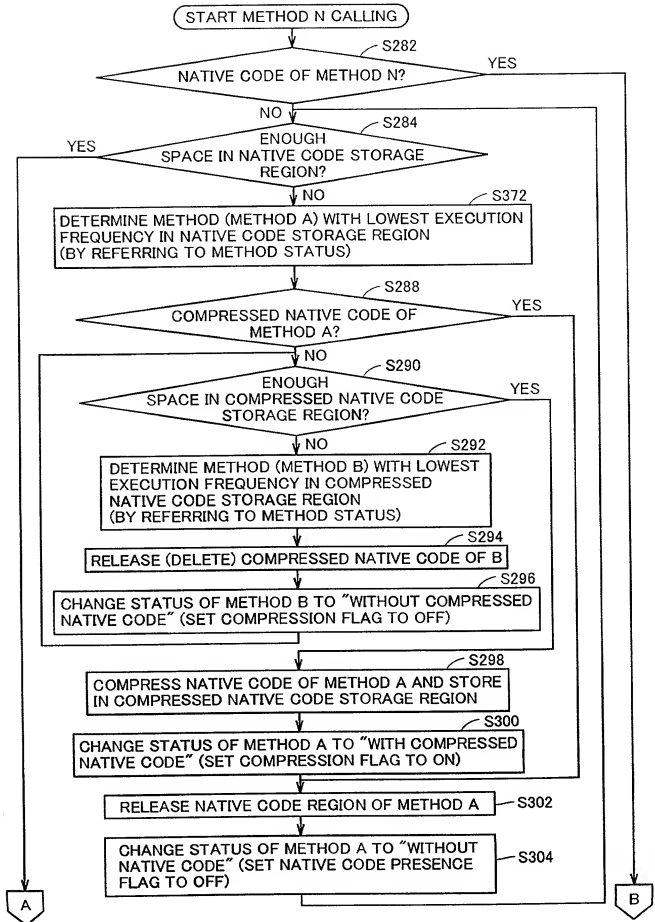 START METHOD N CALLING
S282
NATIVE CODE OF METHOD N?
YES
NO
S284
YES
ENOUGH
SPACE IN NATIVE CODE STORAGE
REGION?
NO
S372
DETERMINE METHOD (METHOD A) WITH LOWEST EXECUTION
FREQUENCY IN NATIVE CODE STORAGE REGION
(BY REFERRING TO METHOD STATUS)
S288
COMPRESSED NATIVE CODE OF
METHOD A?
YES
NO
S290
ENOUGH
SPACE IN COMPRESSED NATIVE CODE
STORAGE REGION?
YES
NO
S292
DETERMINE METHOD (METHOD B) WITH LOWEST
EXECUTION FREQUENCY IN COMPRESSED
NATIVE CODE STORAGE REGION
(BY REFERRING TO METHOD STATUS)
S294
RELEASE (DELETE) COMPRESSED NATIVE CODE OF B
S296
CHANGE STATUS OF METHOD B TO "WITHOUT COMPRESSED
NATIVE CODE" (SET COMPRESSION FLAG TO OFF)
S298
COMPRESS NATIVE CODE OF METHOD A AND STORE
IN COMPRESSED NATIVE CODE STORAGE REGION
S300
CHANGE STATUS OF METHOD A TO "WITH COMPRESSED
NATIVE CODE" (SET COMPRESSION FLAG TO ON)
RELEASE NATIVE CODE REGION OF METHOD A
S302
CHANGE STATUS OF METHOD A TO "WITHOUT
NATIVE CODE" (SET NATIVE CODE PRESENCE
FLAG TO OFF)
S304
A
B